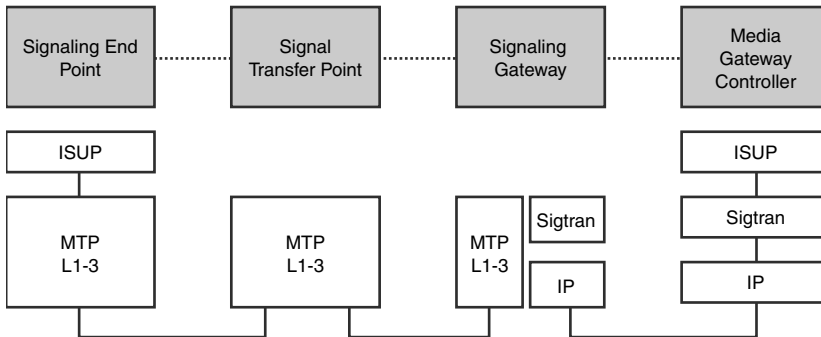 Signaling End
Point
Signal
Transfer Point
Signaling
Gateway
Media
Gateway
Controller
ISUP
ISUP
MTP
L1-3
MTP
L1-3
MTP
L1-3
Sigtran
IP
Sigtran
IP